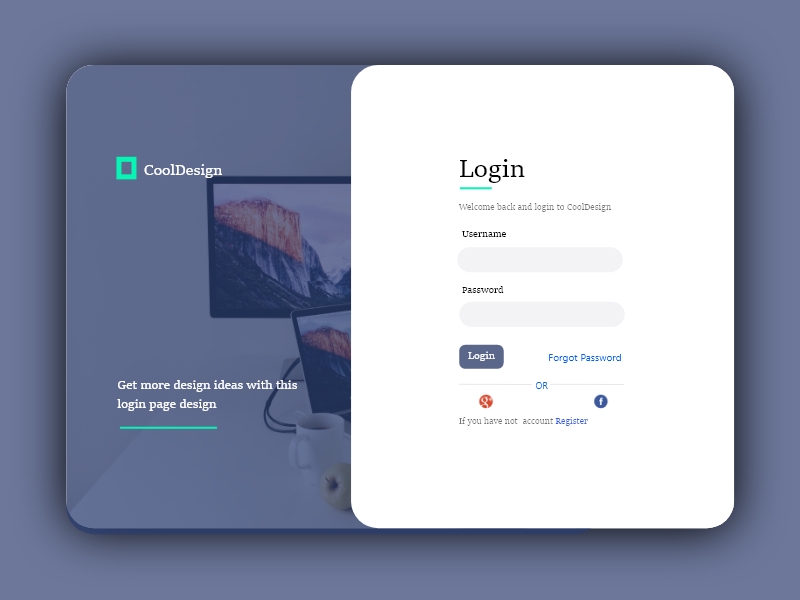 CoolDesign
Get more design ideas with this
login page design
Login
Welcome back and login to CoolDesign
Username
Password
Login
Forgot Password
OR
g+
f
If you have not  account Register